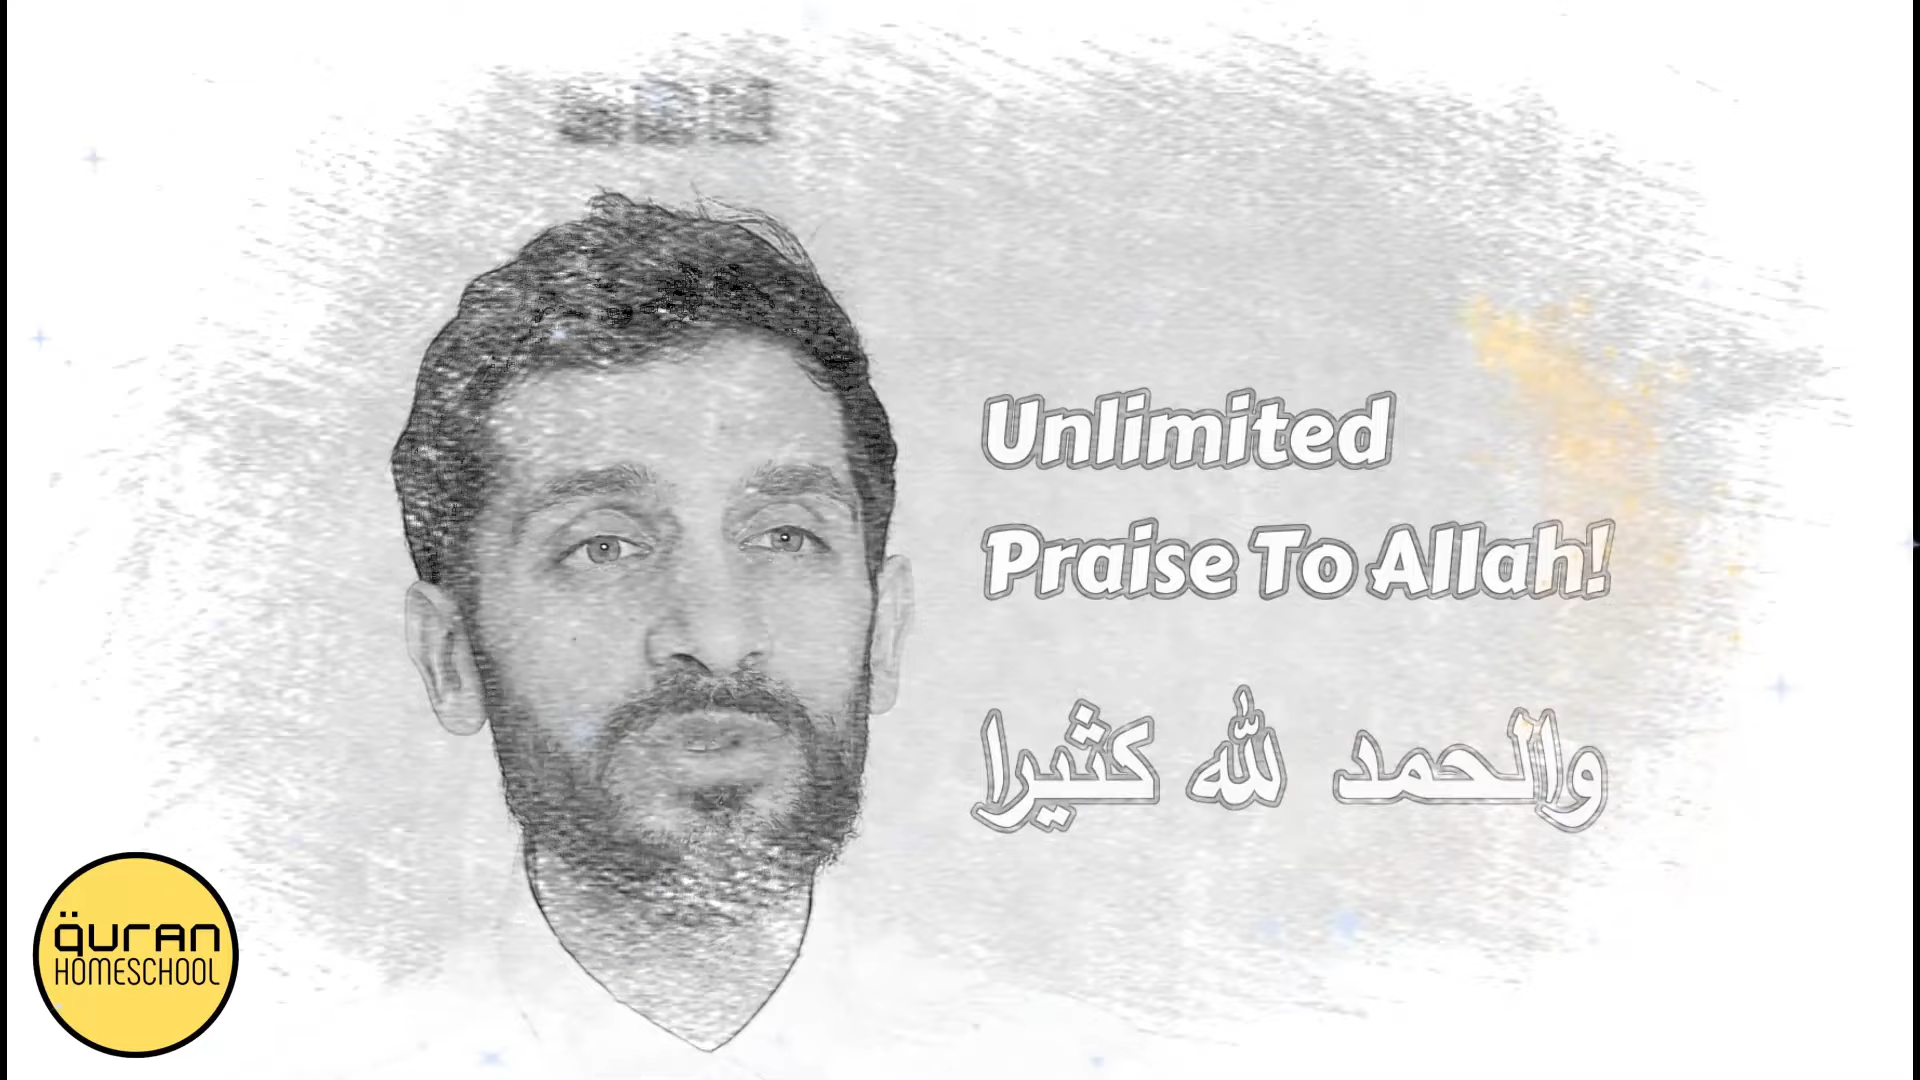 Unlimited
Praise To Allah!
والحمد لله كثيرا
quran
HOMESCHOOL